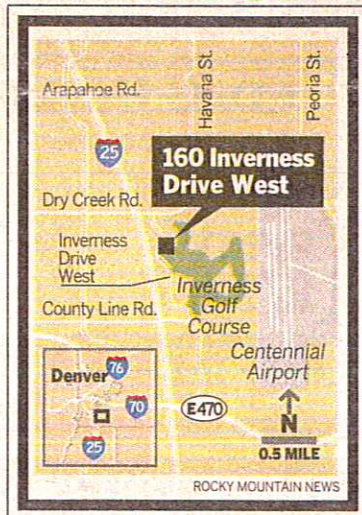 Arapahoe Rd.
Havana St.
Peoria St.
25
160 Inverness
Drive West
Dry Creek Rd.
Inverness
Drive
West
Inverness
Golf
Course
County Line Rd.
Centennial
Airport
Denver
76
70
25
E470
N
0.5 MILE
ROCKY MOUNTAIN NEWS